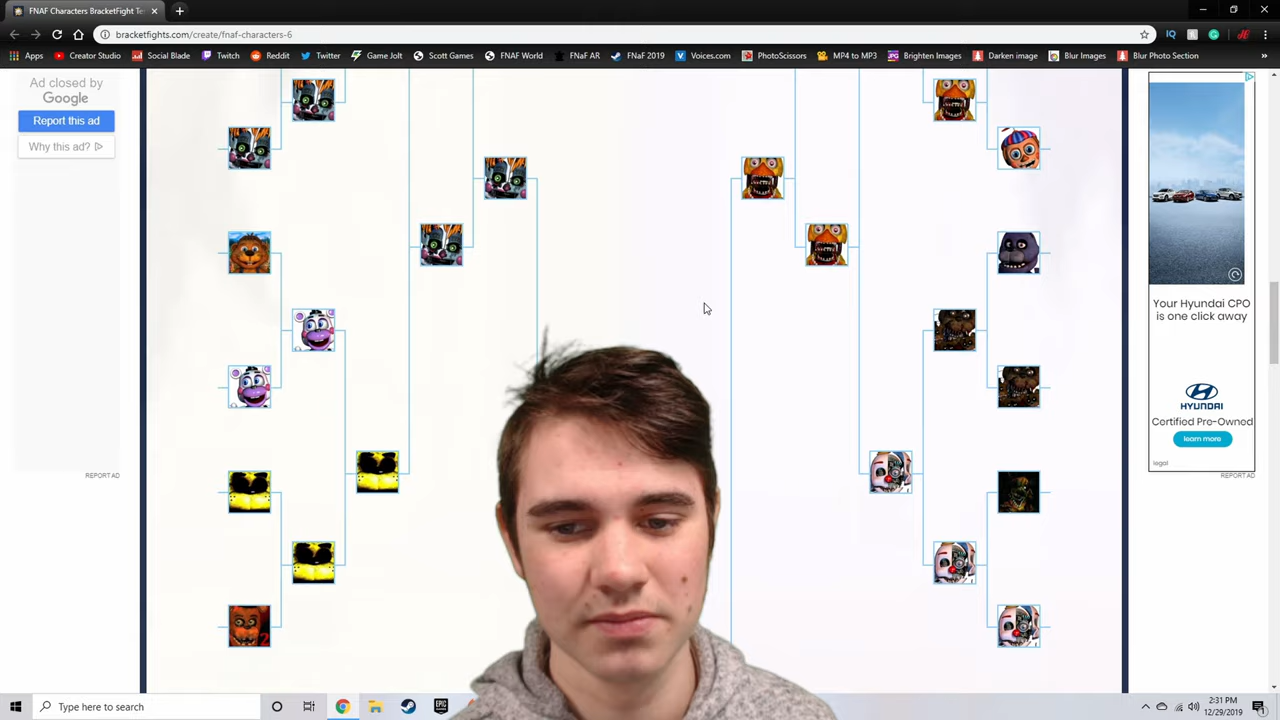 FNAF Characters BracketFight Te
bracketfights.com/create/fnaf-characters-6
Apps
Creator Studio
Social Blade
Twitch
Reddit
Twitter
Game Jolt
Scott Games
FNAF World
FNaF AR
FNaF 2019
Voices.com
PhotoScissors
MP4 to MP3
Brighten Images
Darken image
Blur Images
Blur Photo Section
IQ
Ad closed by
Google
Report this ad
Why this ad?
REPORT AD
Your Hyundai CPO
is one click away
HYUNDAI
Certified Pre-Owned
learn more
legal
REPORT AD
2
Type here to search
EPIC
2:31 PM
12/29/2019